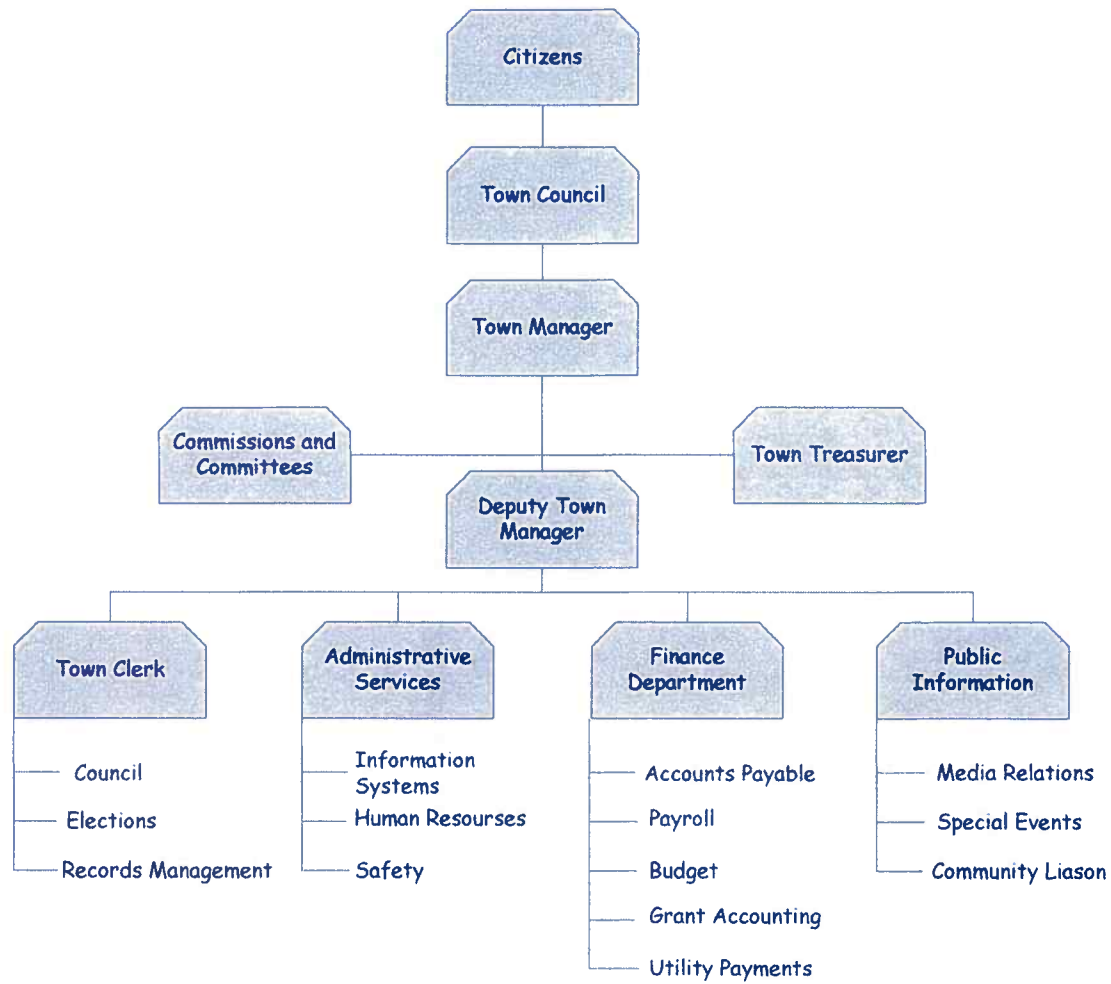 Citizens
Town Council
Town Manager
Commissions and
Committees
Town Treasurer
Deputy Town
Manager
Town Clerk
Council
Elections
Records Management
Administrative
Services
Information
Systems
Human Resourses
Safety
Finance
Department
Accounts Payable
Payroll
Budget
Grant Accounting
Utility Payments
Public
Information
Media Relations
Special Events
Community Liason